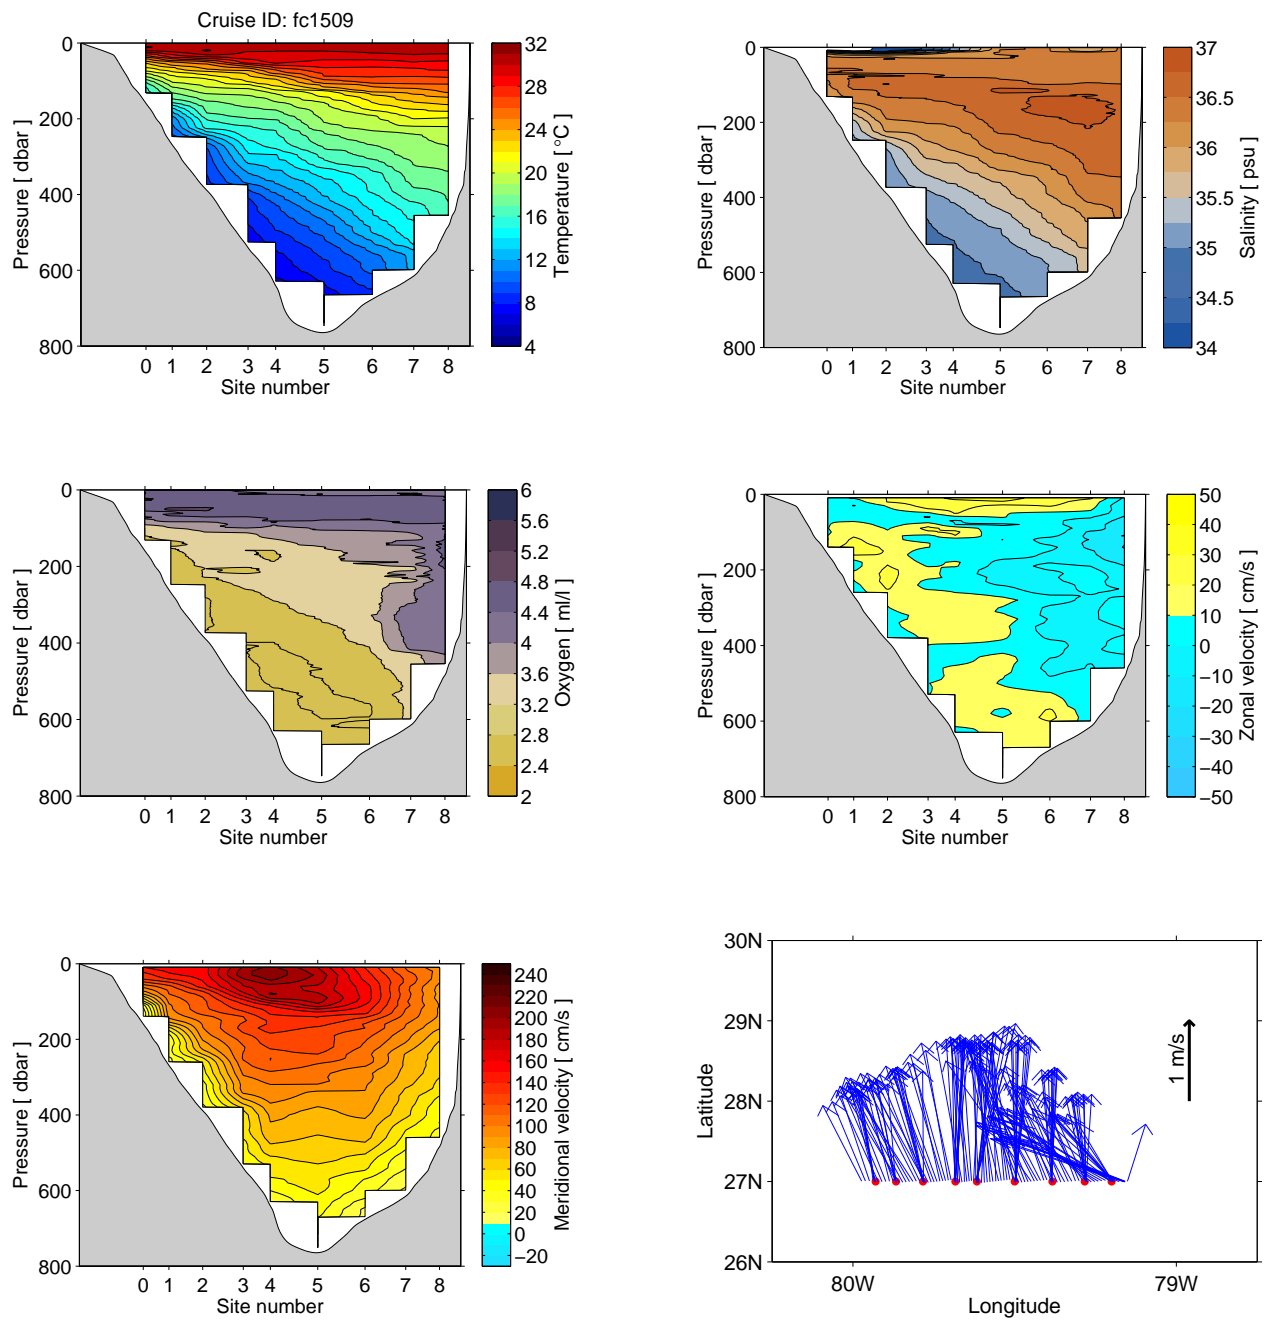 Cruise ID: fc1509
0
200
400
600
800
Pressure [ dbar ]
0 1 2 3 4 5 6 7 8
Site number
32
28
24
20
16
12
8
4
Temperature [ °C ]
0
200
400
600
800
Pressure [ dbar ]
0 1 2 3 4 5 6 7 8
Site number
37
36.5
36
35.5
35
34.5
34
Salinity [ psu ]
0
200
400
600
800
Pressure [ dbar ]
0 1 2 3 4 5 6 7 8
Site number
6
5.6
5.2
4.8
4.4
4
3.6
3.2
2.8
2.4
2
Oxygen [ ml/l ]
0
200
400
600
800
Pressure [ dbar ]
0 1 2 3 4 5 6 7 8
Site number
50
40
30
20
10
0
−10
−20
−30
−40
−50
Zonal velocity [ cm/s ]
0
200
400
600
800
Pressure [ dbar ]
0 1 2 3 4 5 6 7 8
Site number
240
220
200
180
160
140
120
100
80
60
40
20
0
−20
Meridional velocity [ cm/s ]
30N
29N
28N
27N
26N
Latitude
1 m/s
80W 79W
Longitude